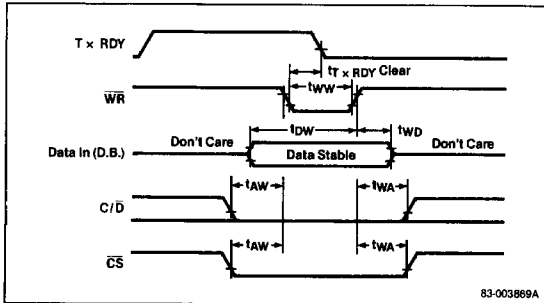 T × RDY
tT × RDY Clear
tWW
WR
tDW
tWD
Don't Care
Data In (D.B.)
Data Stable
Don't Care
tAW
tWA
C/D
tAW
tWA
CS
83-003869A